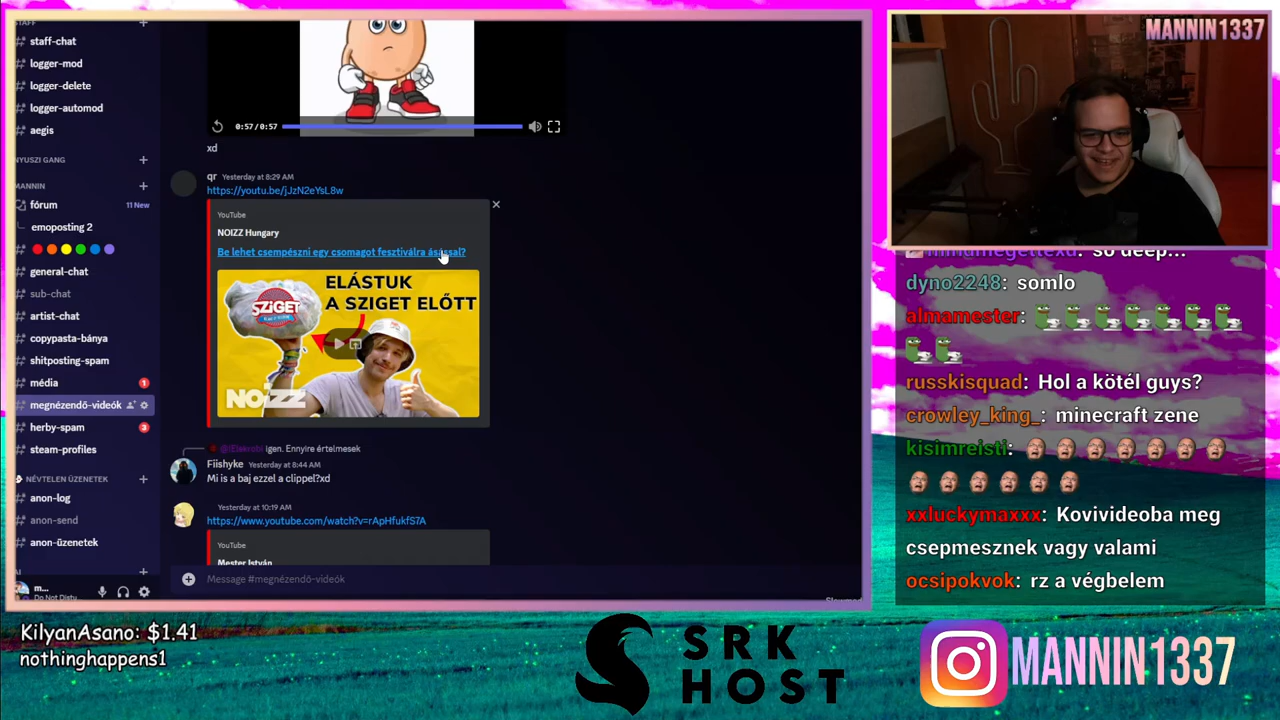 STAFF
staff-chat
logger-mod
logger-delete
logger-automod
aegis
NYUSZI GANG
MANNIN
fórum
11 New
emoposting 2
general-chat
sub-chat
artist-chat
copypasta-bánya
shitposting-spam
média
1
megnézendő-videók
herby-spam
3
steam-profiles
NÉVTELEN ÜZENETEK
anon-log
anon-send
anon-üzenetek
m...
Do Not Distu...
0:57/0:57
xd
qr Yesterday at 8:29 AM
https://youtu.be/jJzN2eYsL8w
YouTube
NOIZZ Hungary
Be lehet csempészni egy csomagot fesztiválra ásással?
ELÁSTUK
A SZIGET ELŐTT
SZIGET
NOIZZ
igen. Ennyire értelmesek
Fiishyke Yesterday at 8:44 AM
Mi is a baj ezzel a clippel?xd
Yesterday at 10:19 AM
https://www.youtube.com/watch?v=rApHfukfS7A
YouTube
Mester István
Message #megnézendő-videók
MANNIN1337
so deep...
dyno2248: somlo
almamester:
russkisquad: Hol a kötél guys?
crowley_king_: minecraft zene
kisimreisti:
xxluckymaxxx: Kovivideoba meg
csepmesznek vagy valami
ocsipokvok: rz a végbelem
KilyanAsano: $1.41
nothinghappens1
SRK
HOST
MANNIN1337